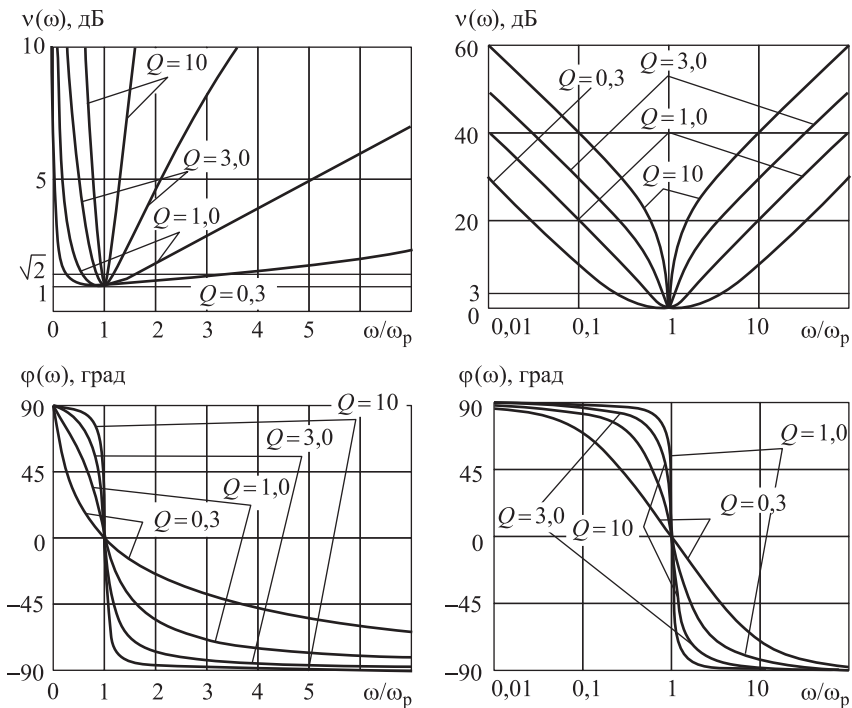 ν(ω), дБ
10
5
√2
1
Q = 10
Q = 3,0
Q = 1,0
Q = 0,3
0 1 2 3 4 5 ω/ωр
ν(ω), дБ
60
40
20
3
0
Q = 0,3
Q = 3,0
Q = 1,0
Q = 10
0,01 0,1 1 10 ω/ωр
φ(ω), град
90
45
0
−45
−90
Q = 10
Q = 3,0
Q = 1,0
Q = 0,3
0 1 2 3 4 5 6 ω/ωр
φ(ω), град
90
45
0
−45
−90
Q = 1,0
Q = 3,0
Q = 10
Q = 0,3
0,01 0,1 1 10 ω/ωр